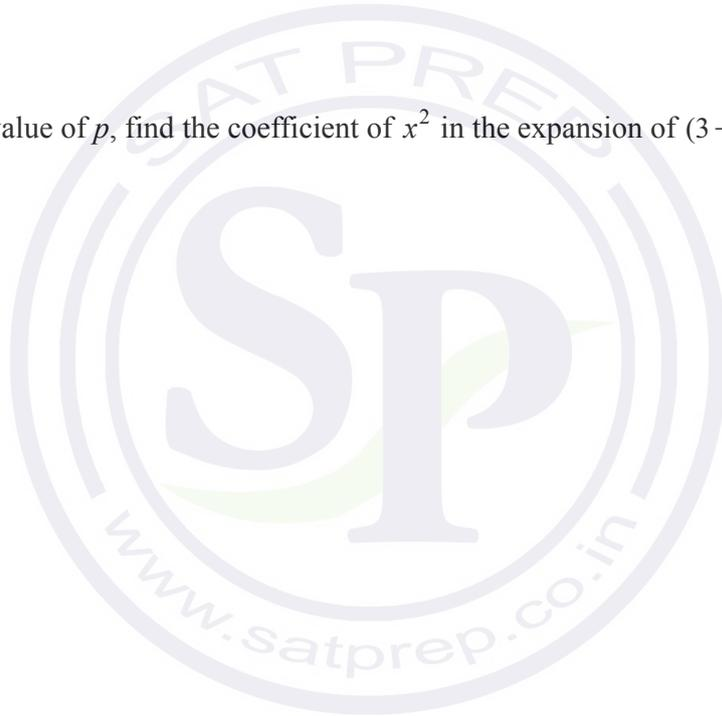 SAT PREP
alue of p, find the coefficient of x² in the expansion of (3 -
SP
www.satprep.co.in